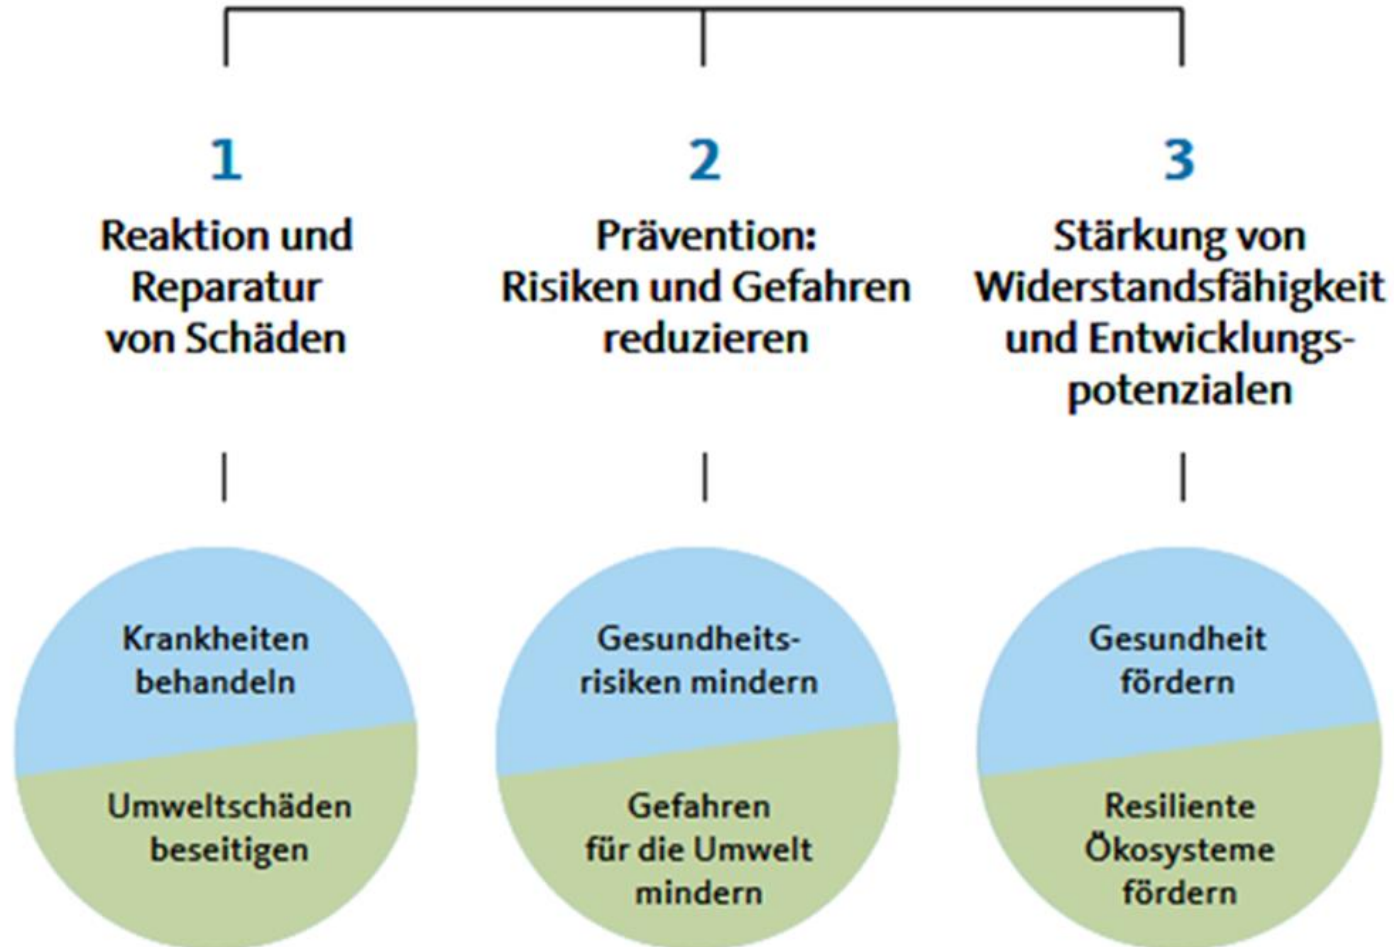 1
Reaktion und
Reparatur
von Schäden
2
Prävention:
Risiken und Gefahren
reduzieren
3
Stärkung von
Widerstandsfähigkeit
und Entwicklungs-
potenzialen
Krankheiten
behandeln
Umweltschäden
beseitigen
Gesundheits-
risiken mindern
Gefahren
für die Umwelt
mindern
Gesundheit
fördern
Resiliente
Ökosysteme
fördern